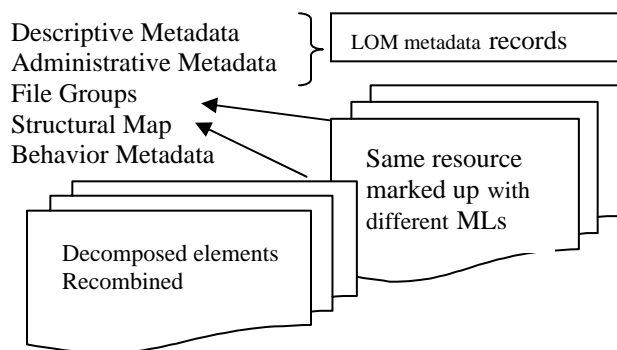 Descriptive Metadata
Administrative Metadata
File Groups
Structural Map
Behavior Metadata
LOM metadata records
Same resource
marked up with
different MLs
Decomposed elements
Recombined